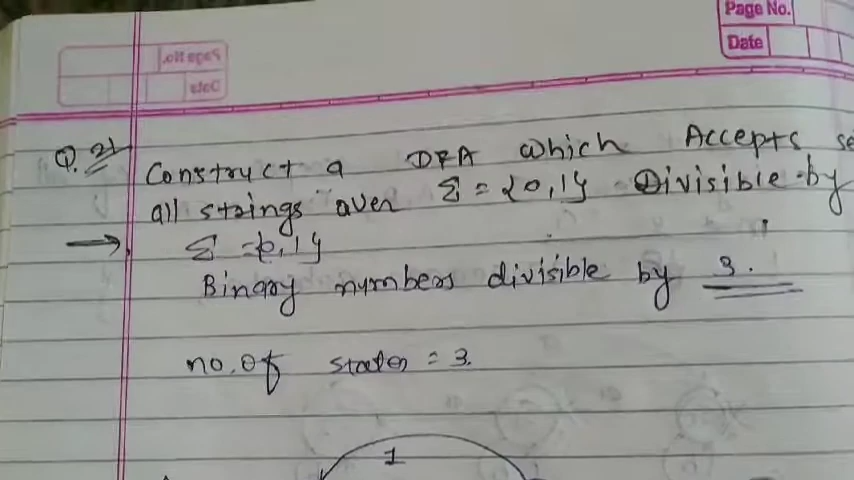 Page No.
Date
Q. 21
Construct a DFA which Accepts se
all strings over Σ = {0,1} Divisible by
→ Σ = {0,1}
Binary numbers divisible by 3.
no. of states = 3.
1